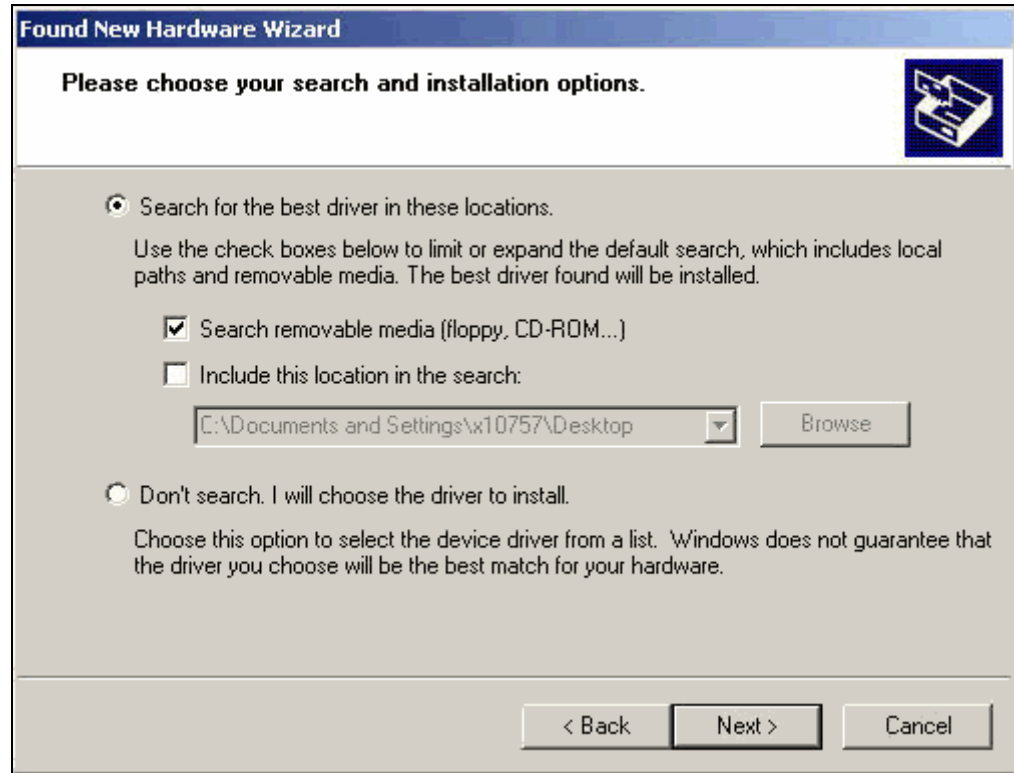 Found New Hardware Wizard
Please choose your search and installation options.
Search for the best driver in these locations.
Use the check boxes below to limit or expand the default search, which includes local
paths and removable media. The best driver found will be installed.
Search removable media (floppy, CD-ROM...)
Include this location in the search:
C:\Documents and Settings\x10757\Desktop
Browse
Don't search. I will choose the driver to install.
Choose this option to select the device driver from a list.  Windows does not guarantee that
the driver you choose will be the best match for your hardware.
< Back
Next >
Cancel